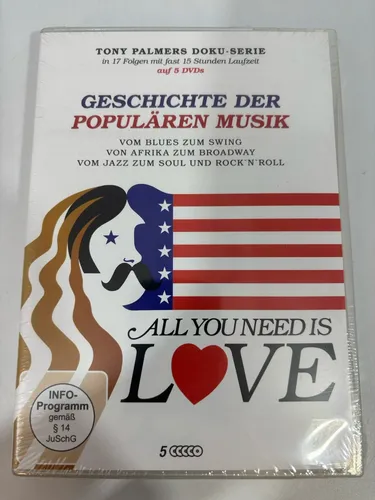 TONY PALMERS DOKU-SERIE
in 17 Folgen mit fast 15 Stunden Laufzeit
auf 5 DVDs
GESCHICHTE DER
POPULÄREN MUSIK
VOM BLUES ZUM SWING
VON AFRIKA ZUM BROADWAY
VOM JAZZ ZUM SOUL UND ROCK'N'ROLL
ALL YOU NEED IS
LOVE
INFO-
Programm
gemäß
§ 14
JuSchG
5